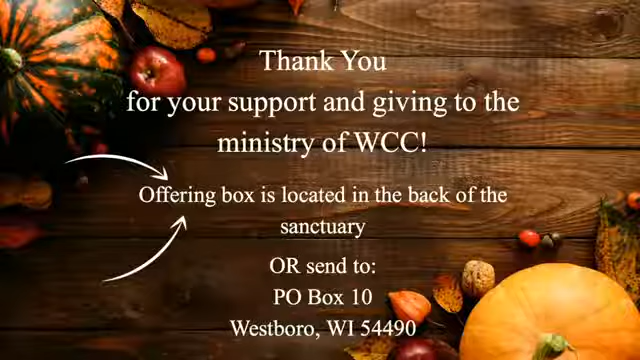 Thank You
for your support and giving to the
ministry of WCC!
Offering box is located in the back of the
sanctuary
OR send to:
PO Box 10
Westboro, WI 54490